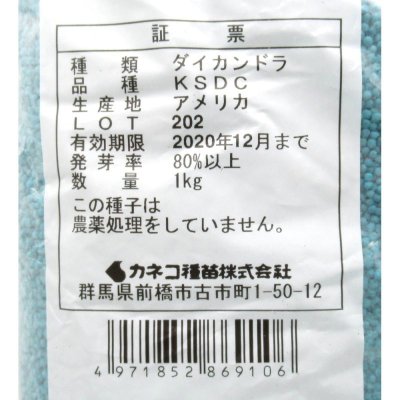 証 票
種 類 ダイカンドラ
品 種 KSDC
生 産 地 アメリカ
LOT 202
有効期限 2020年12月まで
発 芽 率 80%以上
数 量 1kg
この種子は
農薬処理をしていません。
カネコ種苗株式会社
群馬県前橋市古市町1-50-12
4 971852 869106